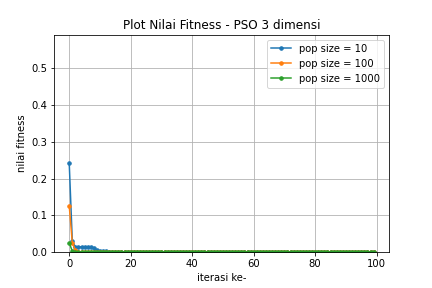 Plot Nilai Fitness - PSO 3 dimensi
pop size = 10
pop size = 100
pop size = 1000
nilai fitness
0.5
0.4
0.3
0.2
0.1
0.0
0 20 40 60 80 100
iterasi ke-